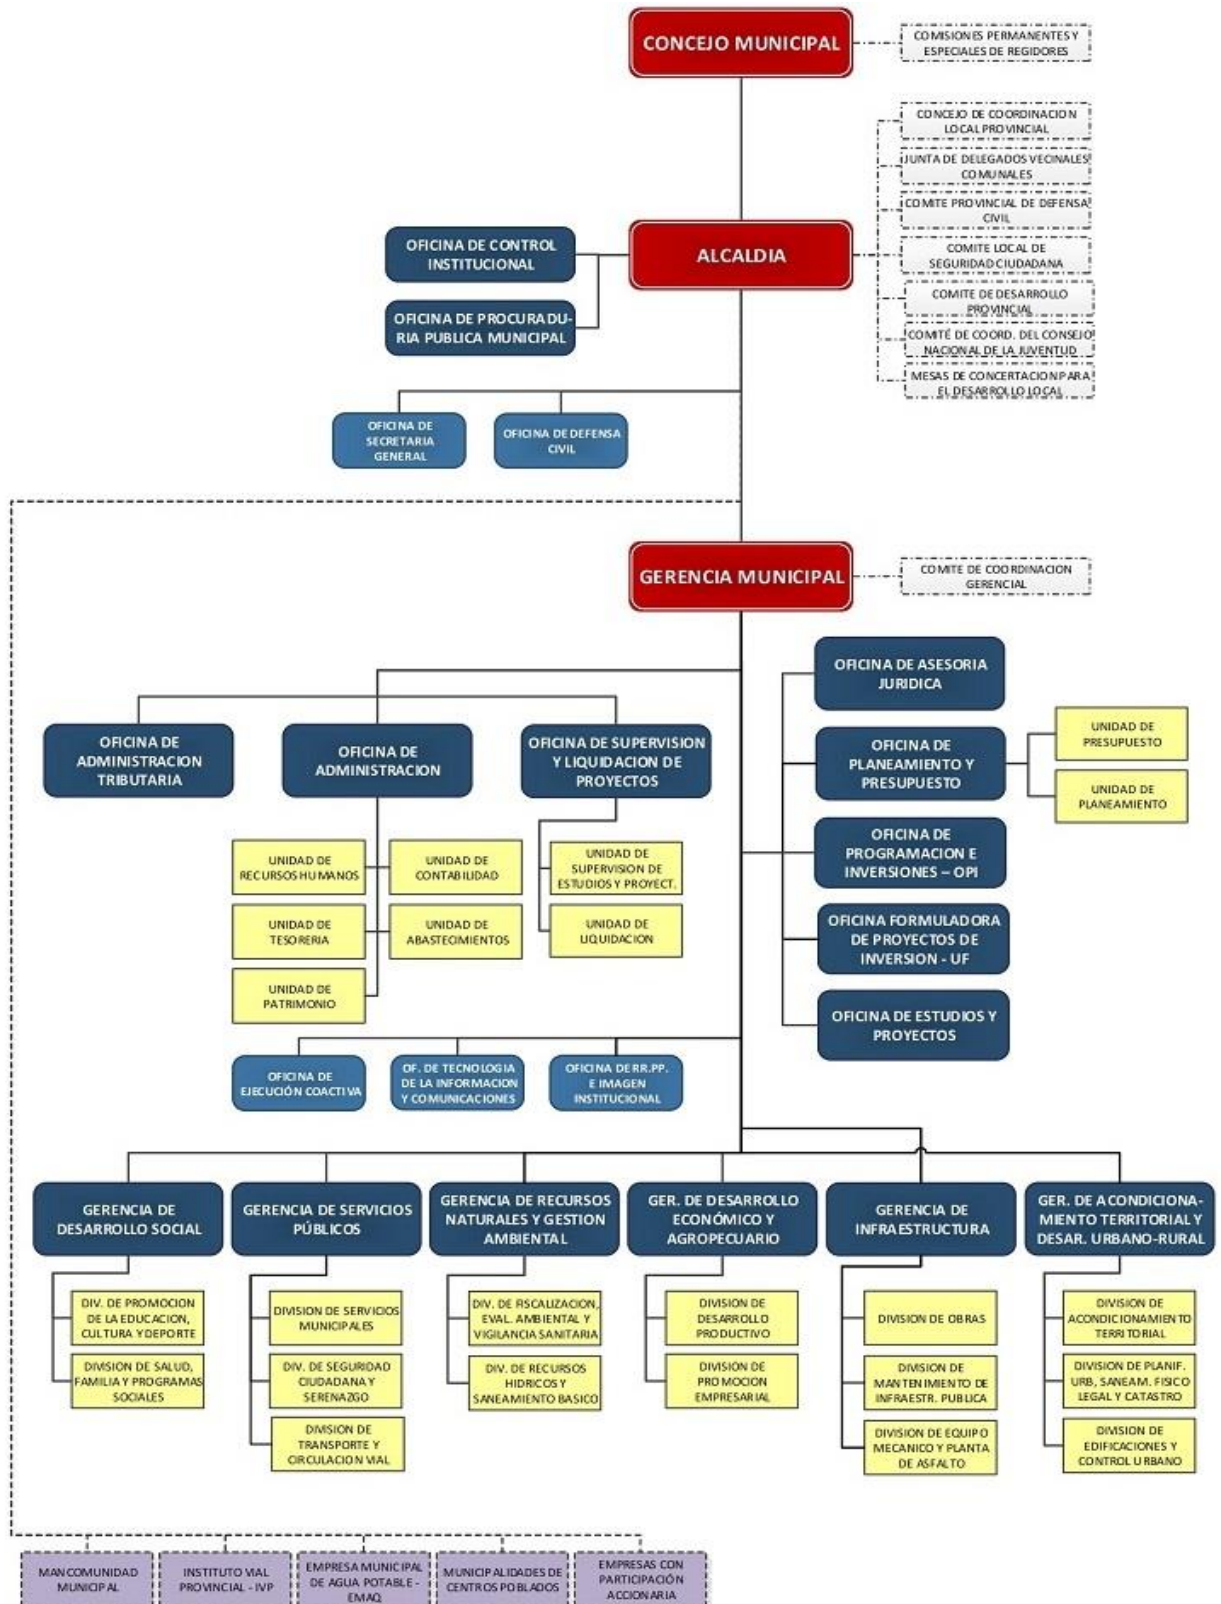 CONCEJO MUNICIPAL
COMISIONES PERMANENTES Y
ESPECIALES DE REGIDORES
CONCEJO DE COORDINACION
LOCAL PROVINCIAL
JUNTA DE DELEGADOS VECINALES
COMUNALES
COMITE PROVINCIAL DE DEFENSA
CIVIL
COMITE LOCAL DE
SEGURIDAD CIUDADANA
COMITE DE DESARROLLO
PROVINCIAL
COMITÉ DE COORD. DEL CONSEJO
NACIONAL DE LA JUVENTUD
MESAS DE CONCERTACION PARA
EL DESARROLLO LOCAL
ALCALDIA
OFICINA DE CONTROL
INSTITUCIONAL
OFICINA DE PROCURADU-
RIA PUBLICA MUNICIPAL
OFICINA DE
SECRETARIA
GENERAL
OFICINA DE DEFENSA
CIVIL
GERENCIA MUNICIPAL
COMITE DE COORDINACION
GERENCIAL
OFICINA DE ASESORIA
JURIDICA
OFICINA DE
PLANEAMIENTO Y
PRESUPUESTO
UNIDAD DE
PRESUPUESTO
UNIDAD DE
PLANEAMIENTO
OFICINA DE
PROGRAMACION E
INVERSIONES – OPI
OFICINA FORMULADORA
DE PROYECTOS DE
INVERSION - UF
OFICINA DE ESTUDIOS Y
PROYECTOS
OFICINA DE
ADMINISTRACION
TRIBUTARIA
OFICINA DE
ADMINISTRACION
OFICINA DE SUPERVISION
Y LIQUIDACION DE
PROYECTOS
UNIDAD DE
RECURSOS HUMANOS
UNIDAD DE
CONTABILIDAD
UNIDAD DE
SUPERVISION DE
ESTUDIOS Y PROYECT.
UNIDAD DE
TESORERIA
UNIDAD DE
ABASTECIMIENTOS
UNIDAD DE
LIQUIDACION
UNIDAD DE
PATRIMONIO
OFICINA DE
EJECUCIÓN COACTIVA
OF. DE TECNOLOGIA
DE LA INFORMACION
Y COMUNICACIONES
OFICINA DE RR.PP.
E IMAGEN
INSTITUCIONAL
GERENCIA DE
DESARROLLO SOCIAL
GERENCIA DE SERVICIOS
PÚBLICOS
GERENCIA DE RECURSOS
NATURALES Y GESTION
AMBIENTAL
GER. DE DESARROLLO
ECONÓMICO Y
AGROPECUARIO
GERENCIA DE
INFRAESTRUCTURA
GER. DE ACONDICIONA-
MIENTO TERRITORIAL Y
DESAR. URBANO-RURAL
DIV. DE PROMOCION
DE LA EDUCACION,
CULTURA Y DEPORTE
DIVISION DE SALUD,
FAMILIA Y PROGRAMAS
SOCIALES
DIVISION DE SERVICIOS
MUNICIPALES
DIV. DE SEGURIDAD
CIUDADANA Y
SERENAZGO
DIVISION DE
TRANSPORTE Y
CIRCULACION VIAL
DIV. DE FISCALIZACION,
EVAL. AMBIENTAL Y
VIGILANCIA SANITARIA
DIV. DE RECURSOS
HIDRICOS Y
SANEAMIENTO BASICO
DIVISION DE
DESARROLLO
PRODUCTIVO
DIVISION DE
PROMOCION
EMPRESARIAL
DIVISION DE OBRAS
DIVISION DE
MANTENIMIENTO DE
INFRAESTR. PUBLICA
DIVISION DE EQUIPO
MECANICO Y PLANTA
DE ASFALTO
DIVISION DE
ACONDICIONAMIENTO
TERRITORIAL
DIVISION DE PLANIF.
URB, SANEAM. FISICO
LEGAL Y CATASTRO
DIVISION DE
EDIFICACIONES Y
CONTROL URBANO
MANCOMUNIDAD
MUNICIPAL
INSTITUTO VIAL
PROVINCIAL - IVP
EMPRESA MUNICIPAL
DE AGUA POTABLE -
EMAQ
MUNICIPALIDADES DE
CENTROS POBLADOS
EMPRESAS CON
PARTICIPACIÓN
ACCIONARIA